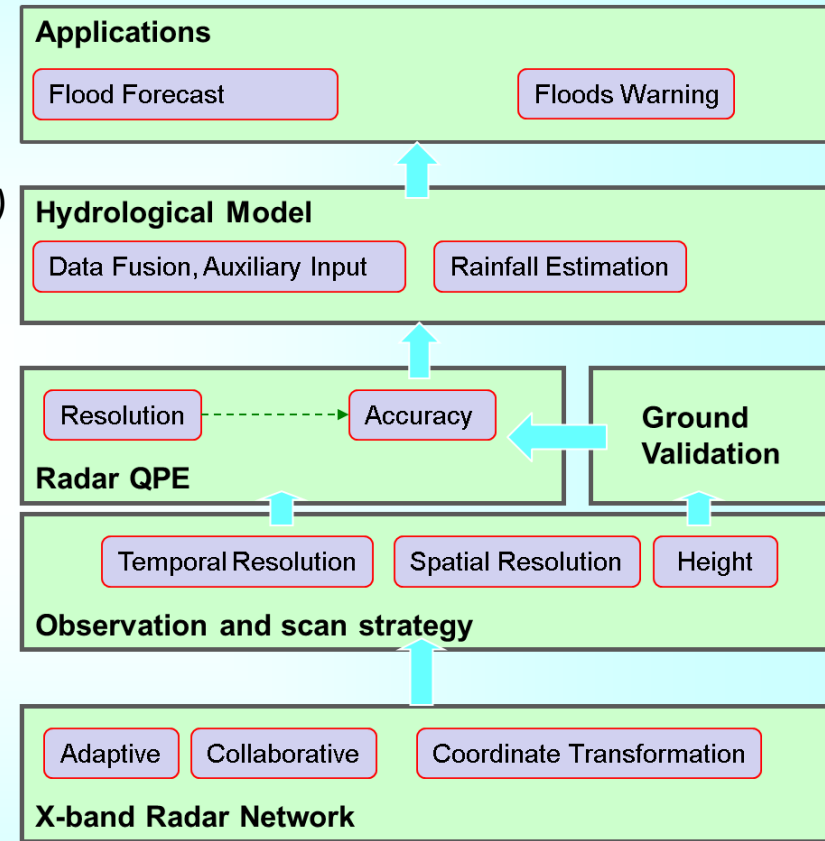 Applications
Flood Forecast
Floods Warning
)
Hydrological Model
Data Fusion, Auxiliary Input
Rainfall Estimation
Resolution
Accuracy
Radar QPE
Ground
Validation
Temporal Resolution
Spatial Resolution
Height
Observation and scan strategy
Adaptive
Collaborative
Coordinate Transformation
X-band Radar Network